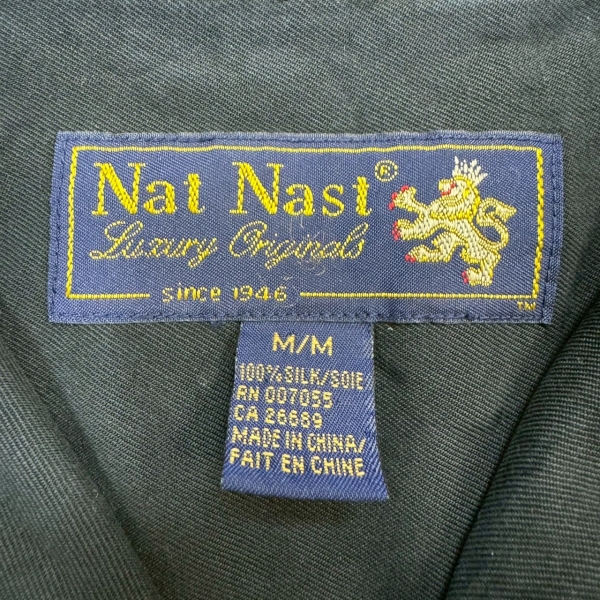 Nat Nast®
Luxury Originals
since 1946
TM
M/M
100% SILK/SOIE
RN 007055
CA 26689
MADE IN CHINA/
FAIT EN CHINE